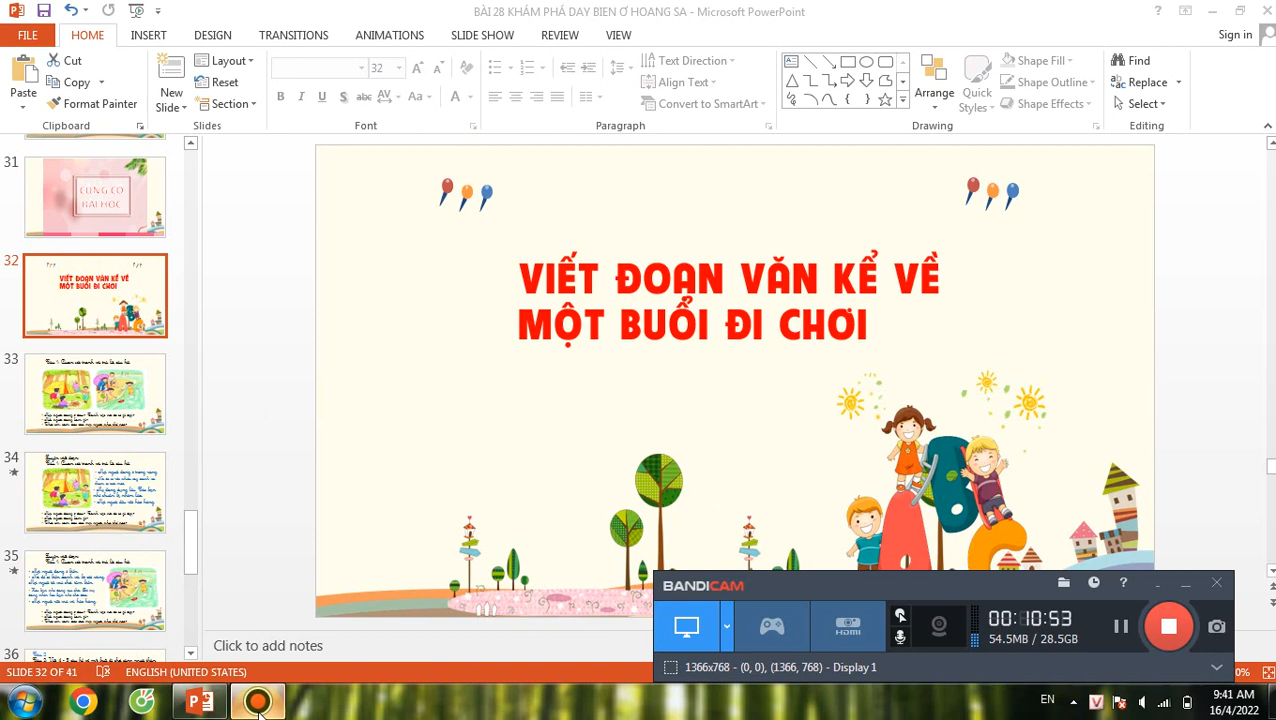 BÀI 28 KHÁM PHÁ DAY BIEN Ơ HOANG SA - Microsoft PowerPoint
FILE HOME INSERT DESIGN TRANSITIONS ANIMATIONS SLIDE SHOW REVIEW VIEW Sign in
Paste
Cut
Copy
Format Painter
Clipboard
New Slide
Layout
Reset
Section
Slides
32
B I U S abc AV Aa A
Font
Text Direction
Align Text
Convert to SmartArt
Paragraph
Arrange
Quick Styles
Shape Fill
Shape Outline
Shape Effects
Drawing
Find
Replace
Select
Editing
31
CỦNG CỐ
BÀI HỌC
32
VIẾT ĐOẠN VĂN KỂ VỀ
MỘT BUỔI ĐI CHƠI
33
34
35
36
VIẾT ĐOẠN VĂN KỂ VỀ
MỘT BUỔI ĐI CHƠI
ABC
Click to add notes
BANDICAM
HDMI
00:10:53
54.5MB / 28.5GB
1366x768 - (0, 0), (1366, 768) - Display 1
SLIDE 32 OF 41 ENGLISH (UNITED STATES)
0%
EN
9:41 AM
16/4/2022